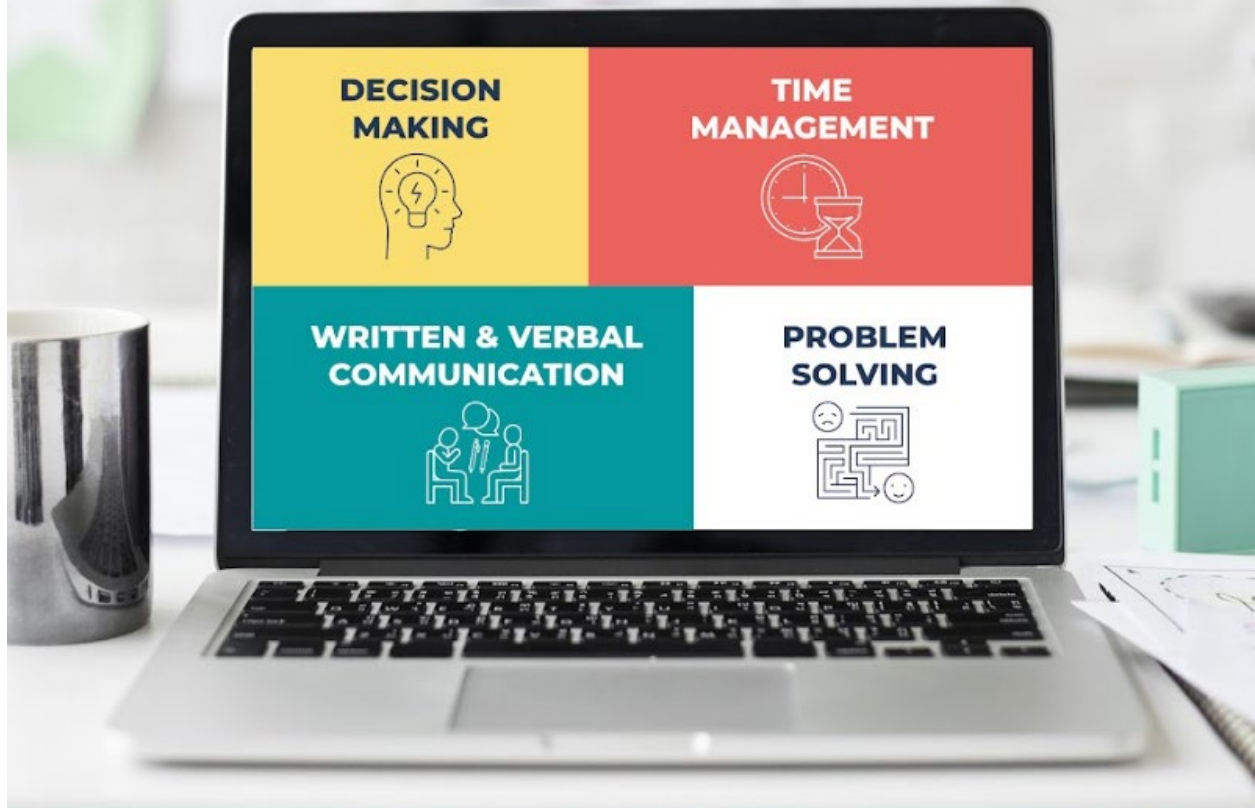 DECISION
MAKING
TIME
MANAGEMENT
WRITTEN & VERBAL
COMMUNICATION
PROBLEM
SOLVING